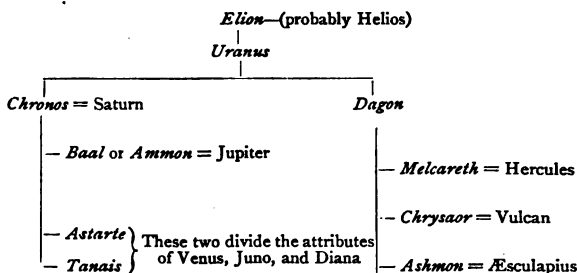 Elion—(probably Helios)
Uranus
Chronos = Saturn
Dagon
Baal or Ammon = Jupiter
Melcareth = Hercules
Chrysaor = Vulcan
Astarte
Tanais
These two divide the attributes
of Venus, Juno, and Diana
Ashmon = Æsculapius